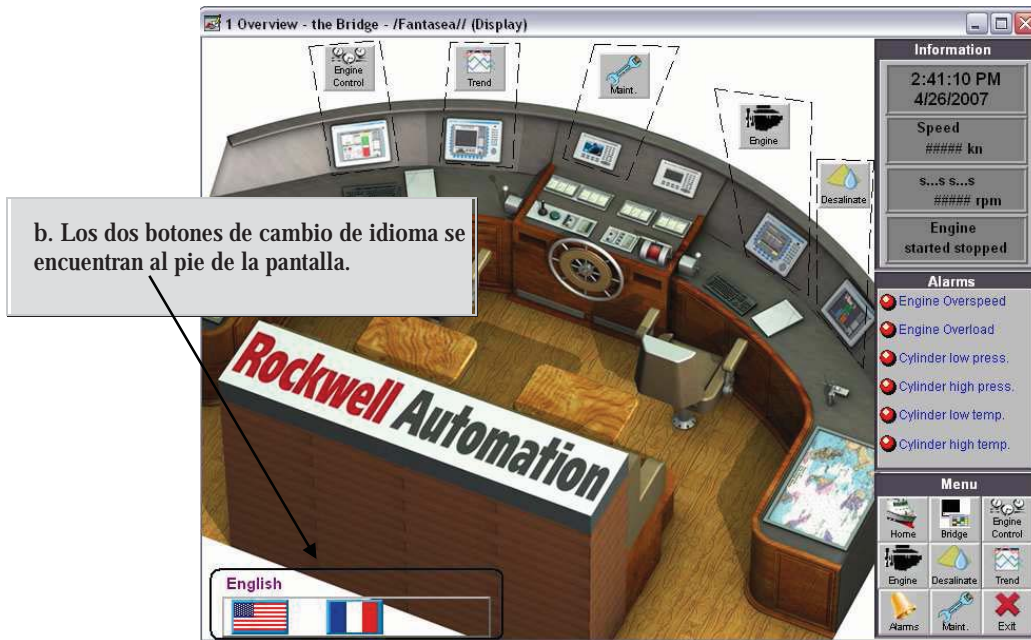 1 Overview - the Bridge - /Fantasea// (Display)
Engine
Control
Trend
Maint.
Engine
Desalinate
b. Los dos botones de cambio de idioma se
encuentran al pie de la pantalla.
Rockwell Automation
English
Information
2:41:10 PM
4/26/2007
Speed
##### kn
s...s s...s
##### rpm
Engine
started stopped
Alarms
Engine Overspeed
Engine Overload
Cylinder low press.
Cylinder high press.
Cylinder low temp.
Cylinder high temp.
Menu
Home
Bridge
Engine
Control
Engine
Desalinate
Trend
Alarms
Maint.
Exit